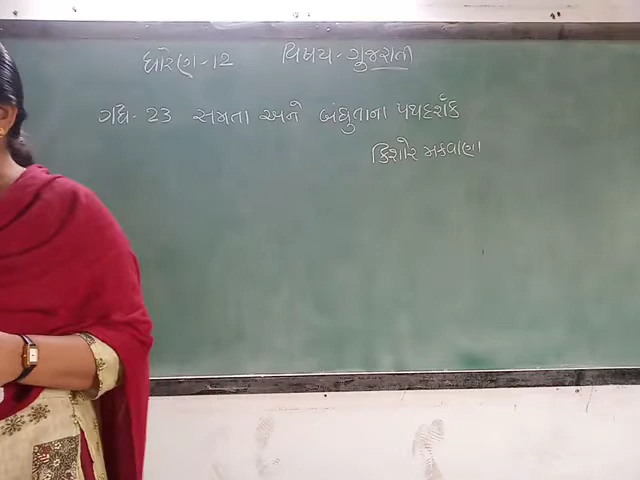 ધોરણ-12 વિષય-ગુજરાતી
ગદ્ય-23 સમતા અને બંધુતાના પથદર્શક
કિશોર મકવાણા